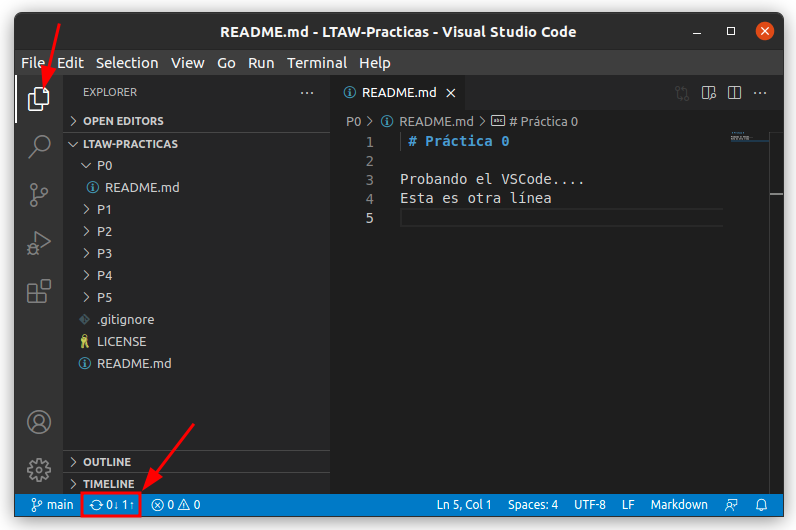 README.md - LTAW-Practicas - Visual Studio Code
File Edit Selection View Go Run Terminal Help
EXPLORER
OPEN EDITORS
LTAW-PRACTICAS
P0
README.md
P1
P2
P3
P4
P5
.gitignore
LICENSE
README.md
OUTLINE
TIMELINE
README.md
P0 > README.md > # Práctica 0
1 # Práctica 0
2
3 Probando el VSCode....
4 Esta es otra línea
5
main 0↓ 1↑ 0 0 Ln 5, Col 1 Spaces: 4 UTF-8 LF Markdown